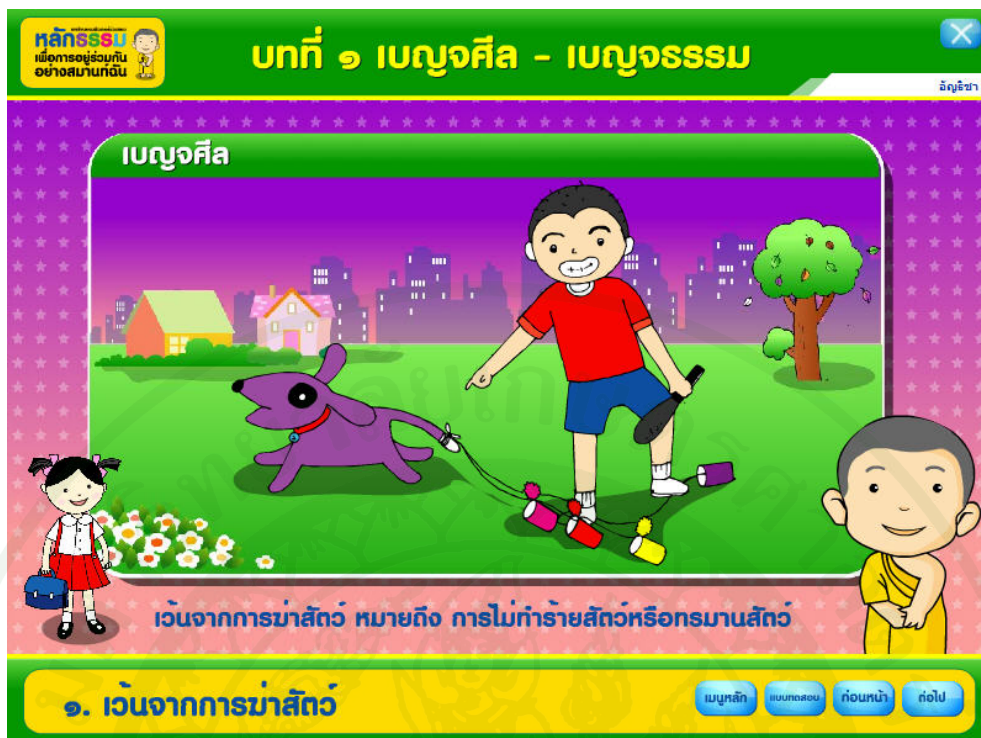 หลักธรรม
เพื่อการอยู่ร่วมกัน
อย่างสมานฉันท์
บทที่ ๑ เบญจศีล - เบญจธรรม
อัญธิชา
เบญจศีล
เว้นจากการฆ่าสัตว์ หมายถึง การไม่ทำร้ายสัตว์หรือทรมานสัตว์
๑. เว้นจากการฆ่าสัตว์
เมนูหลัก
แบบทดสอบ
ก่อนหน้า
ต่อไป